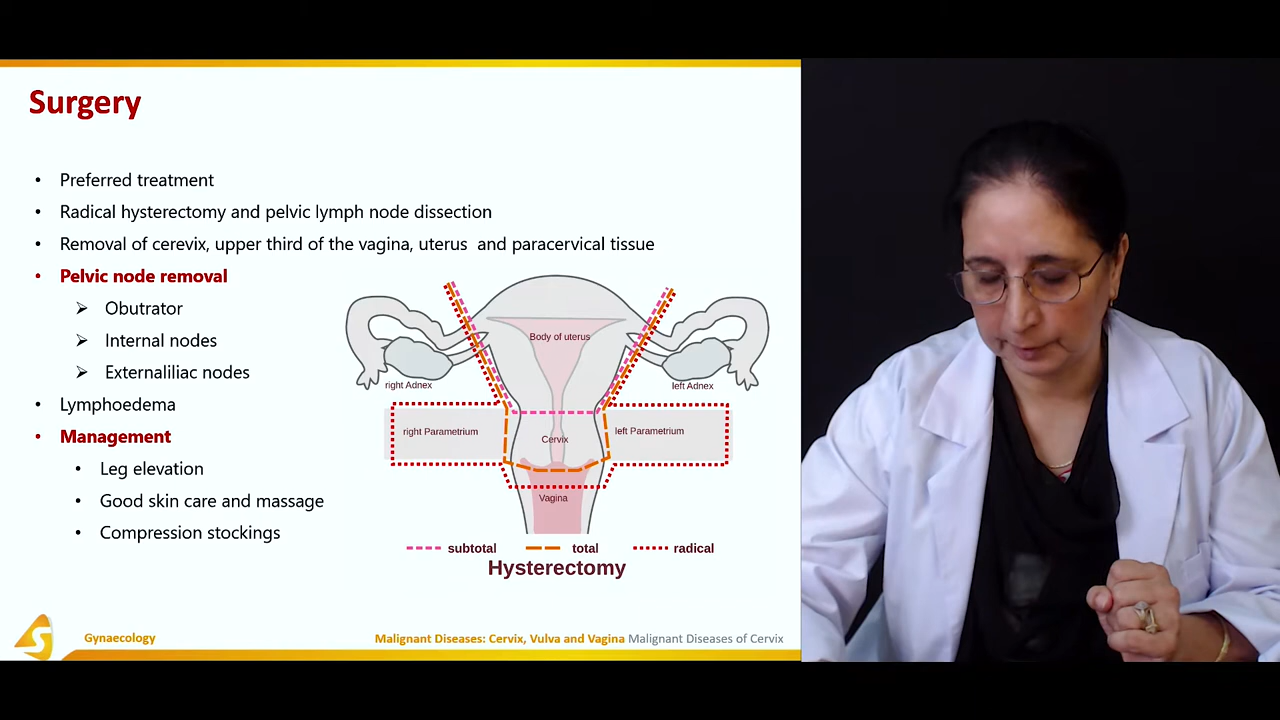 Surgery
• Preferred treatment
• Radical hysterectomy and pelvic lymph node dissection
• Removal of cerevix, upper third of the vagina, uterus and paracervical tissue
• Pelvic node removal
➢ Obutrator
➢ Internal nodes
➢ Externaliliac nodes
• Lymphoedema
• Management
• Leg elevation
• Good skin care and massage
• Compression stockings
Body of uterus
right Adnex
left Adnex
right Parametrium
left Parametrium
Cervix
Vagina
subtotal total radical
Hysterectomy
S
Gynaecology
Malignant Diseases: Cervix, Vulva and Vagina Malignant Diseases of Cervix